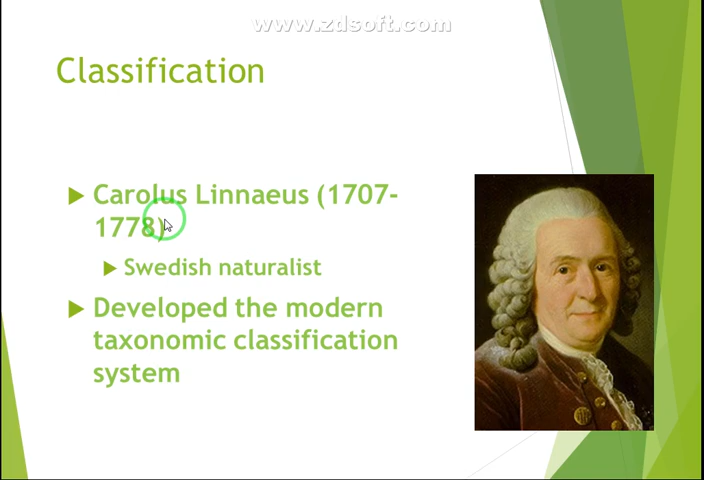 www.zdsoft.com
Classification
Carolus Linnaeus (1707-
1778)
Swedish naturalist
Developed the modern
taxonomic classification
system